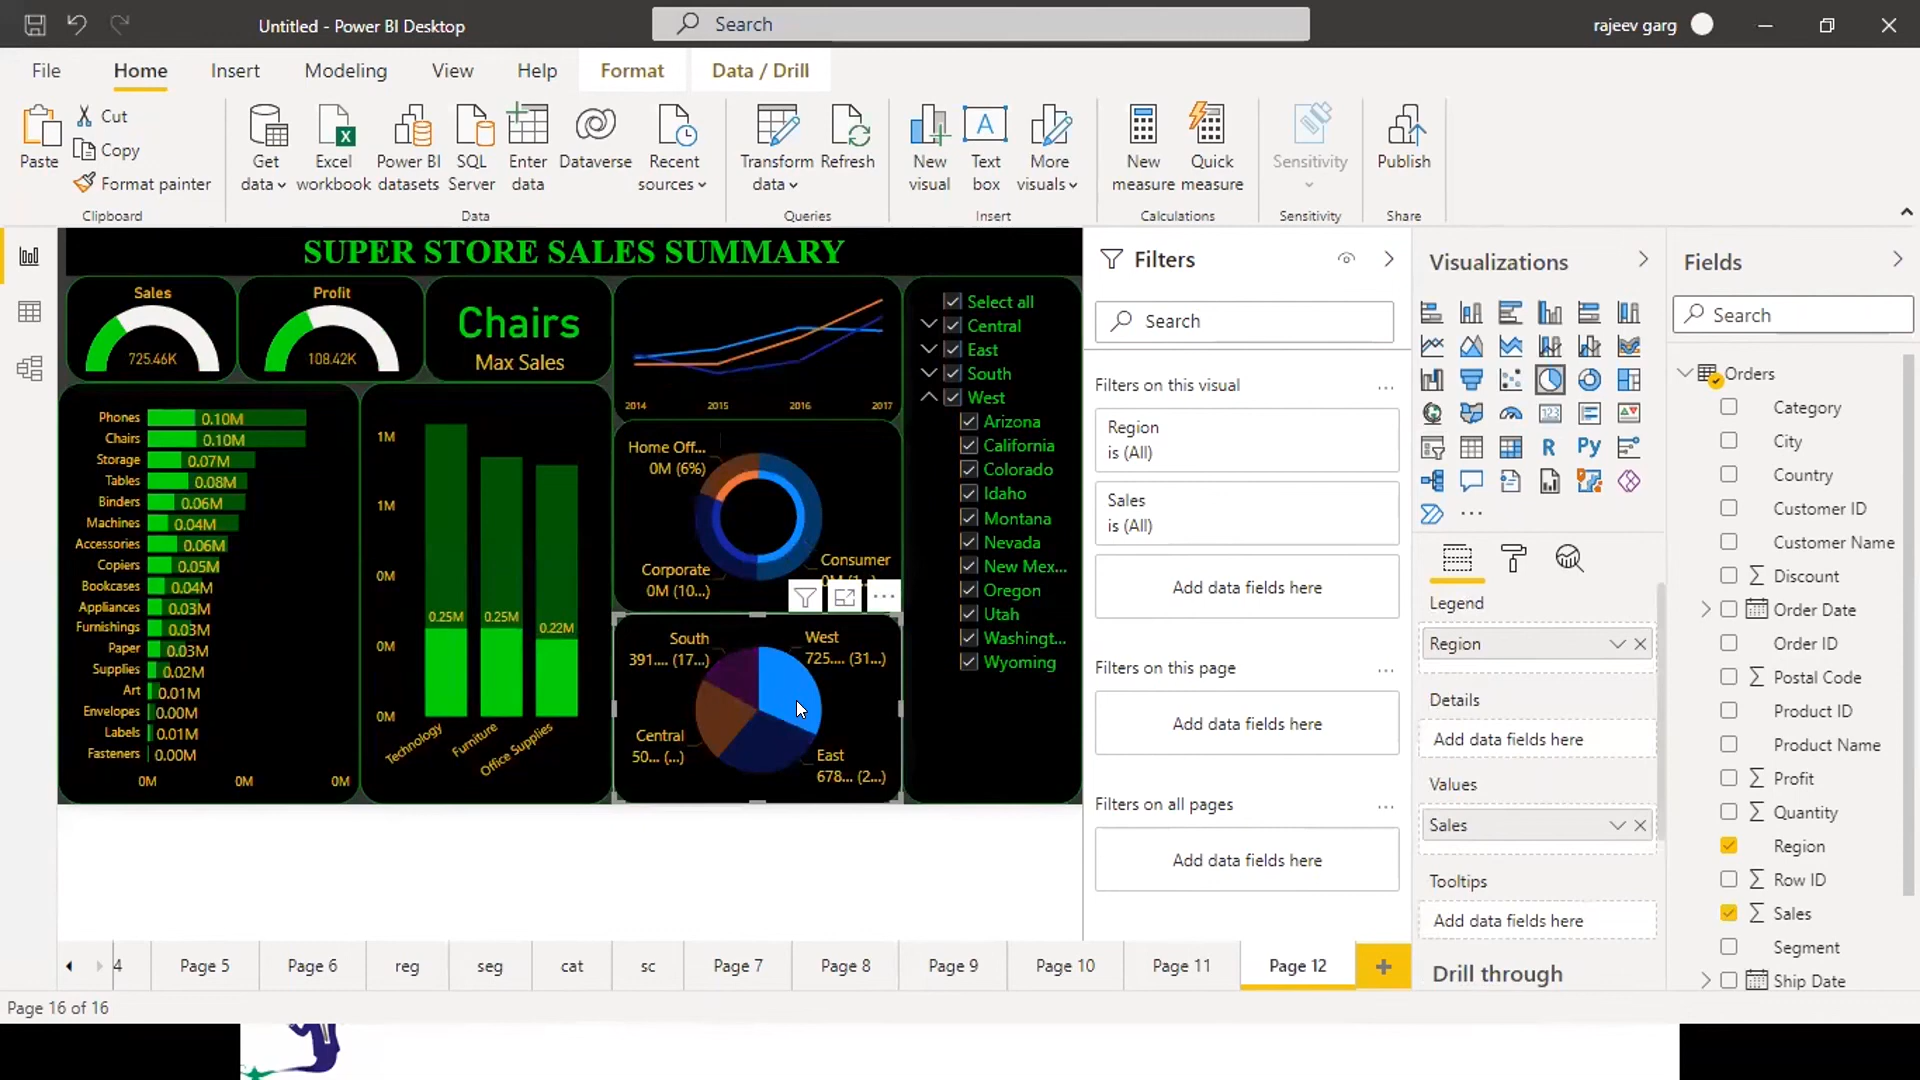 Untitled - Power BI Desktop
Search
rajeev garg
File
Home
Insert
Modeling
View
Help
Format
Data / Drill
Paste
Cut
Copy
Format painter
Clipboard
Get
data
Excel
workbook
Power BI
datasets
SQL
Server
Enter
data
Dataverse
Recent
sources
Data
Transform
data
Refresh
Queries
New
visual
Text
box
More
visuals
Insert
New
measure
Quick
measure
Calculations
Sensitivity
Sensitivity
Publish
Share
SUPER STORE SALES SUMMARY
Sales
725.46K
Profit
108.42K
Chairs
Max Sales
2014
2015
2016
2017
Phones 0.10M
Chairs 0.10M
Storage 0.07M
Tables 0.08M
Binders 0.06M
Machines 0.04M
Accessories 0.06M
Copiers 0.05M
Bookcases 0.04M
Appliances 0.03M
Furnishings 0.03M
Paper 0.03M
Supplies 0.02M
Art 0.01M
Envelopes 0.00M
Labels 0.01M
Fasteners 0.00M
0M 0M 0M
1M
1M
0M
0M
0M
0.25M
0.25M
0.22M
Technology
Furniture
Office Supplies
Home Off...
0M (6%)
Corporate
0M (10...)
Consumer
South
391.... (17...)
West
725.... (31...)
Central
50... (...)
East
678... (2...)
Select all
Central
East
South
West
Arizona
California
Colorado
Idaho
Montana
Nevada
New Mex...
Oregon
Utah
Washingt...
Wyoming
Filters
Search
Filters on this visual
Region
is (All)
Sales
is (All)
Add data fields here
Filters on this page
Add data fields here
Filters on all pages
Add data fields here
Visualizations
R
Py
123
A
Legend
Region
Details
Add data fields here
Values
Sales
Tooltips
Add data fields here
Drill through
Fields
Search
Orders
Category
City
Country
Customer ID
Customer Name
Discount
Order Date
Order ID
Postal Code
Product ID
Product Name
Profit
Quantity
Region
Row ID
Sales
Segment
Ship Date
4
Page 5
Page 6
reg
seg
cat
sc
Page 7
Page 8
Page 9
Page 10
Page 11
Page 12
Page 16 of 16